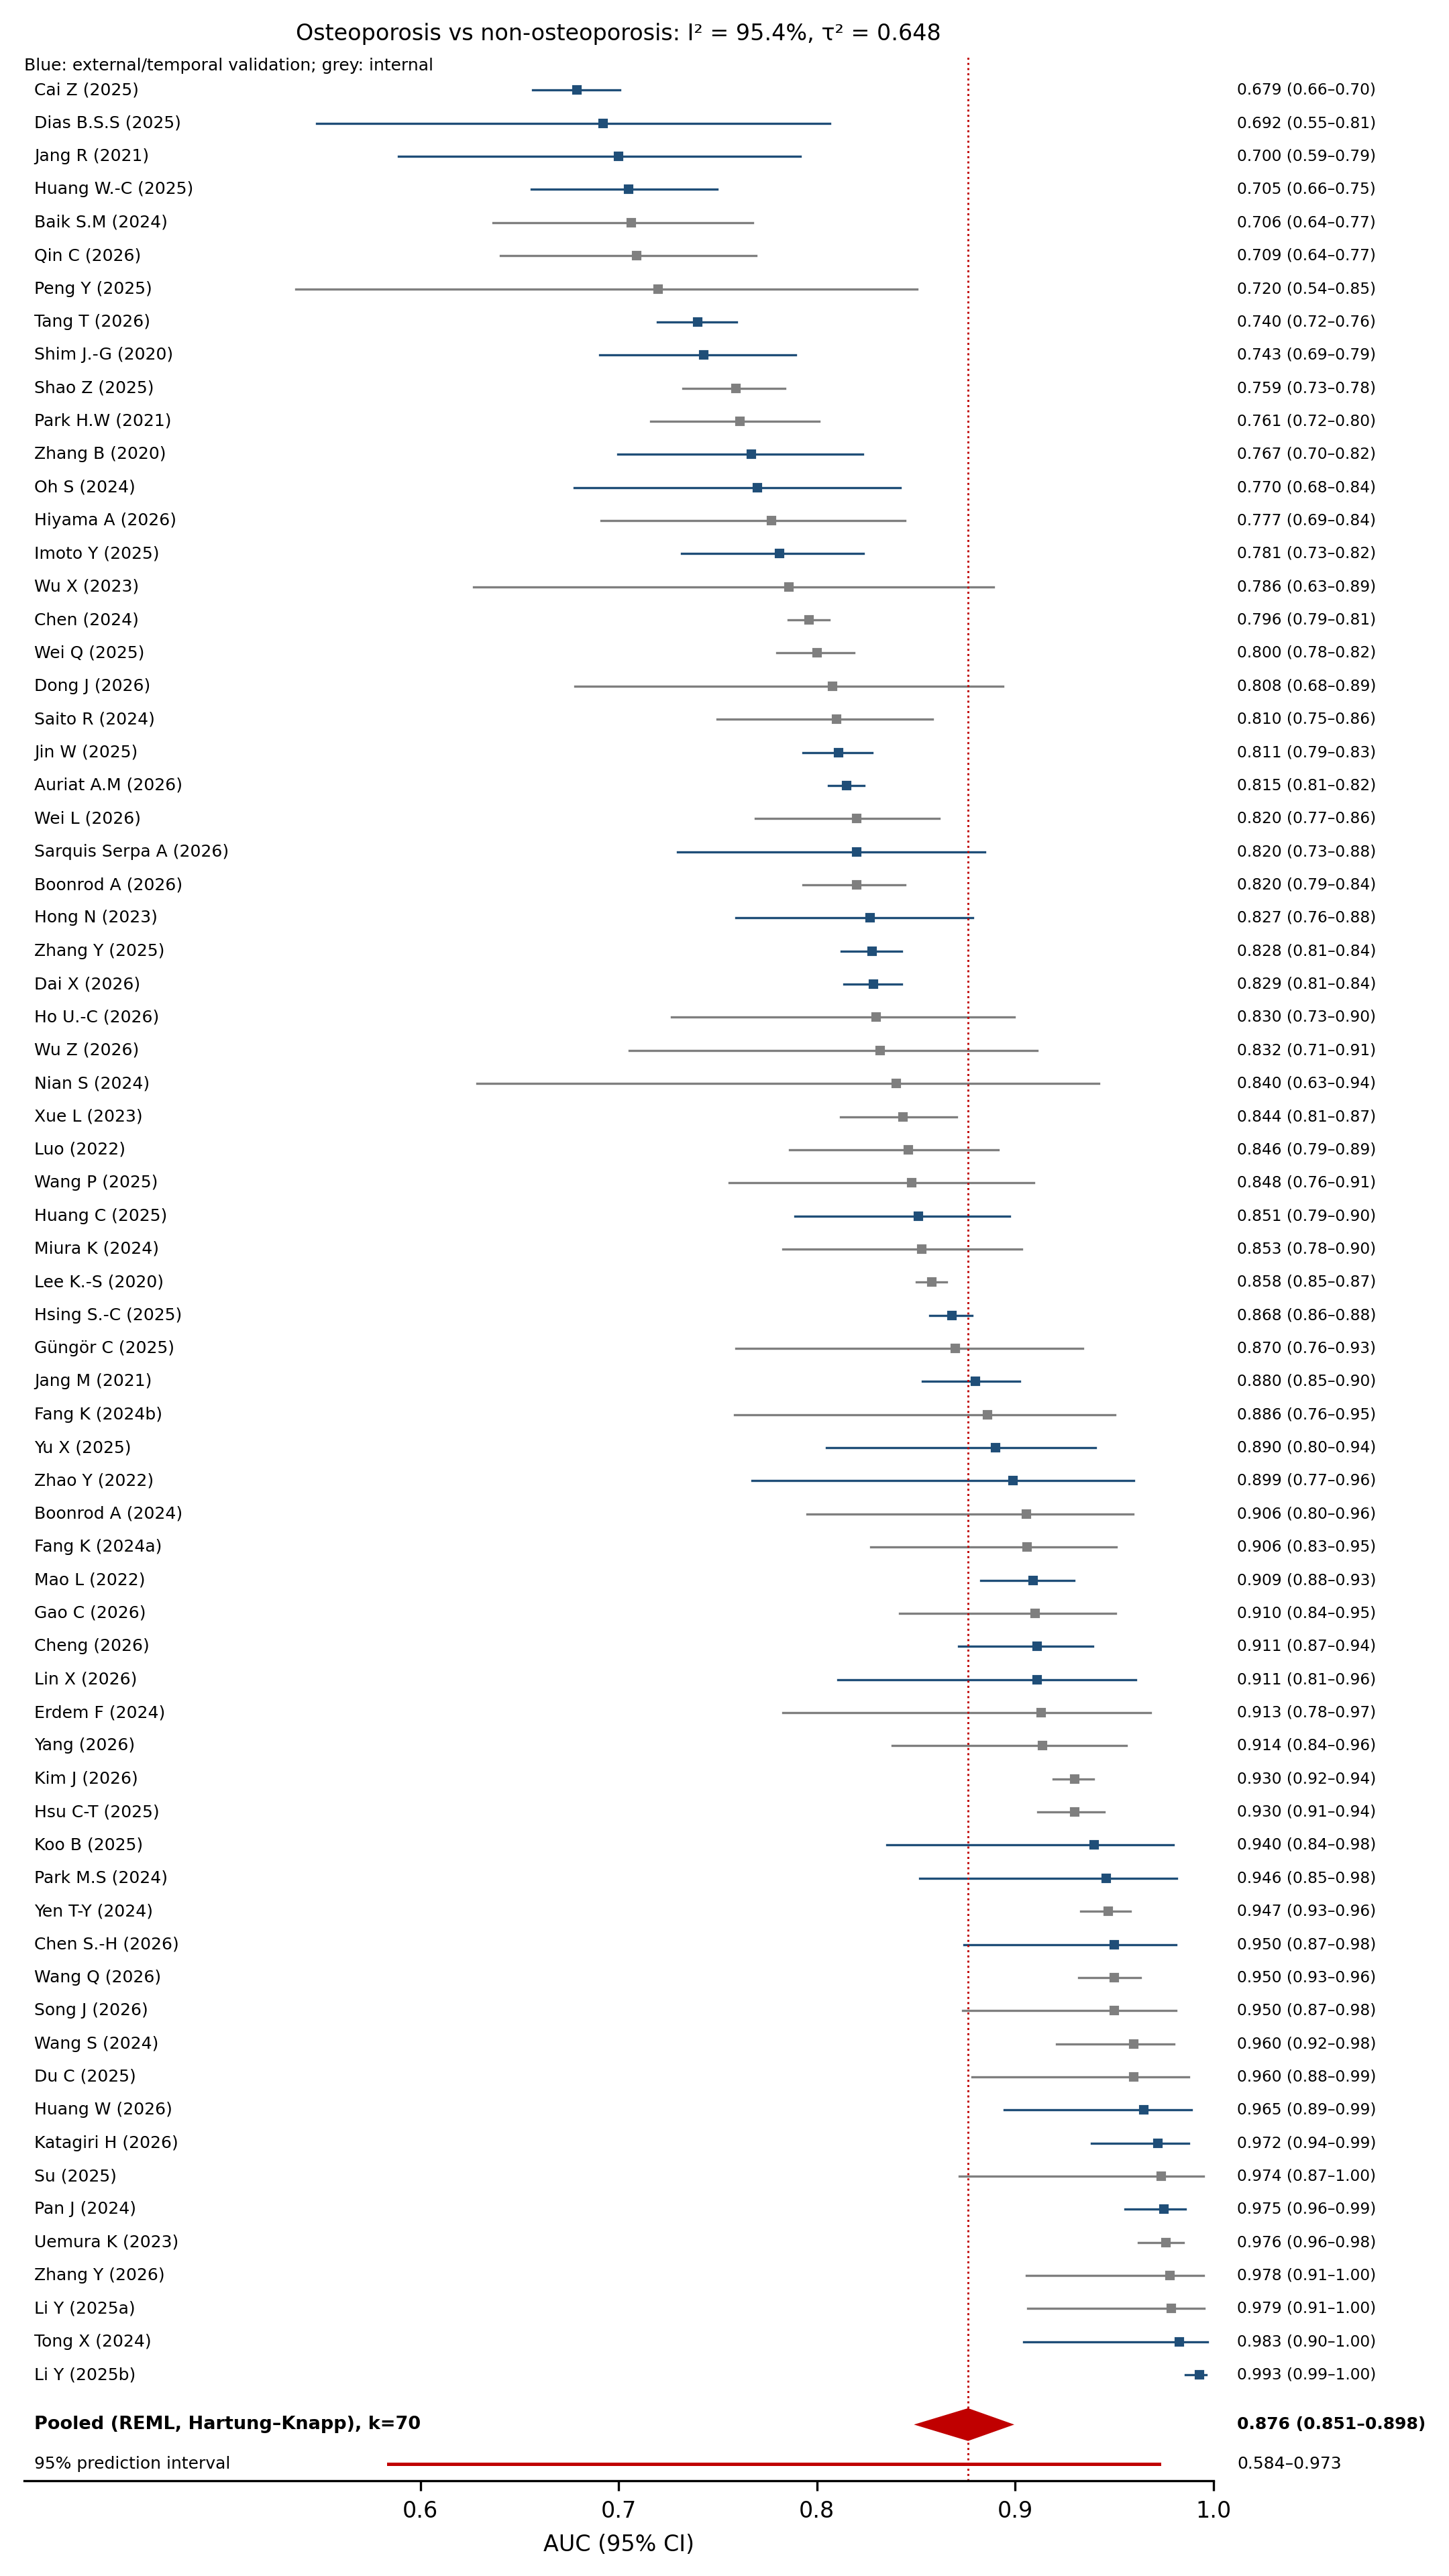 Osteoporosis vs non-osteoporosis: I² = 95.4%, τ² = 0.648
Blue: external/temporal validation; grey: internal
Cai Z (2025) 0.679 (0.66–0.70)
Dias B.S.S (2025) 0.692 (0.55–0.81)
Jang R (2021) 0.700 (0.59–0.79)
Huang W.-C (2025) 0.705 (0.66–0.75)
Baik S.M (2024) 0.706 (0.64–0.77)
Qin C (2026) 0.709 (0.64–0.77)
Peng Y (2025) 0.720 (0.54–0.85)
Tang T (2026) 0.740 (0.72–0.76)
Shim J.-G (2020) 0.743 (0.69–0.79)
Shao Z (2025) 0.759 (0.73–0.78)
Park H.W (2021) 0.761 (0.72–0.80)
Zhang B (2020) 0.767 (0.70–0.82)
Oh S (2024) 0.770 (0.68–0.84)
Hiyama A (2026) 0.777 (0.69–0.84)
Imoto Y (2025) 0.781 (0.73–0.82)
Wu X (2023) 0.786 (0.63–0.89)
Chen (2024) 0.796 (0.79–0.81)
Wei Q (2025) 0.800 (0.78–0.82)
Dong J (2026) 0.808 (0.68–0.89)
Saito R (2024) 0.810 (0.75–0.86)
Jin W (2025) 0.811 (0.79–0.83)
Auriat A.M (2026) 0.815 (0.81–0.82)
Wei L (2026) 0.820 (0.77–0.86)
Sarquis Serpa A (2026) 0.820 (0.73–0.88)
Boonrod A (2026) 0.820 (0.79–0.84)
Hong N (2023) 0.827 (0.76–0.88)
Zhang Y (2025) 0.828 (0.81–0.84)
Dai X (2026) 0.829 (0.81–0.84)
Ho U.-C (2026) 0.830 (0.73–0.90)
Wu Z (2026) 0.832 (0.71–0.91)
Nian S (2024) 0.840 (0.63–0.94)
Xue L (2023) 0.844 (0.81–0.87)
Luo (2022) 0.846 (0.79–0.89)
Wang P (2025) 0.848 (0.76–0.91)
Huang C (2025) 0.851 (0.79–0.90)
Miura K (2024) 0.853 (0.78–0.90)
Lee K.-S (2020) 0.858 (0.85–0.87)
Hsing S.-C (2025) 0.868 (0.86–0.88)
Güngör C (2025) 0.870 (0.76–0.93)
Jang M (2021) 0.880 (0.85–0.90)
Fang K (2024b) 0.886 (0.76–0.95)
Yu X (2025) 0.890 (0.80–0.94)
Zhao Y (2022) 0.899 (0.77–0.96)
Boonrod A (2024) 0.906 (0.80–0.96)
Fang K (2024a) 0.906 (0.83–0.95)
Mao L (2022) 0.909 (0.88–0.93)
Gao C (2026) 0.910 (0.84–0.95)
Cheng (2026) 0.911 (0.87–0.94)
Lin X (2026) 0.911 (0.81–0.96)
Erdem F (2024) 0.913 (0.78–0.97)
Yang (2026) 0.914 (0.84–0.96)
Kim J (2026) 0.930 (0.92–0.94)
Hsu C-T (2025) 0.930 (0.91–0.94)
Koo B (2025) 0.940 (0.84–0.98)
Park M.S (2024) 0.946 (0.85–0.98)
Yen T-Y (2024) 0.947 (0.93–0.96)
Chen S.-H (2026) 0.950 (0.87–0.98)
Wang Q (2026) 0.950 (0.93–0.96)
Song J (2026) 0.950 (0.87–0.98)
Wang S (2024) 0.960 (0.92–0.98)
Du C (2025) 0.960 (0.88–0.99)
Huang W (2026) 0.965 (0.89–0.99)
Katagiri H (2026) 0.972 (0.94–0.99)
Su (2025) 0.974 (0.87–1.00)
Pan J (2024) 0.975 (0.96–0.99)
Uemura K (2023) 0.976 (0.96–0.98)
Zhang Y (2026) 0.978 (0.91–1.00)
Li Y (2025a) 0.979 (0.91–1.00)
Tong X (2024) 0.983 (0.90–1.00)
Li Y (2025b) 0.993 (0.99–1.00)
Pooled (REML, Hartung–Knapp), k=70 0.876 (0.851–0.898)
95% prediction interval 0.584–0.973
0.6 0.7 0.8 0.9 1.0
AUC (95% CI)